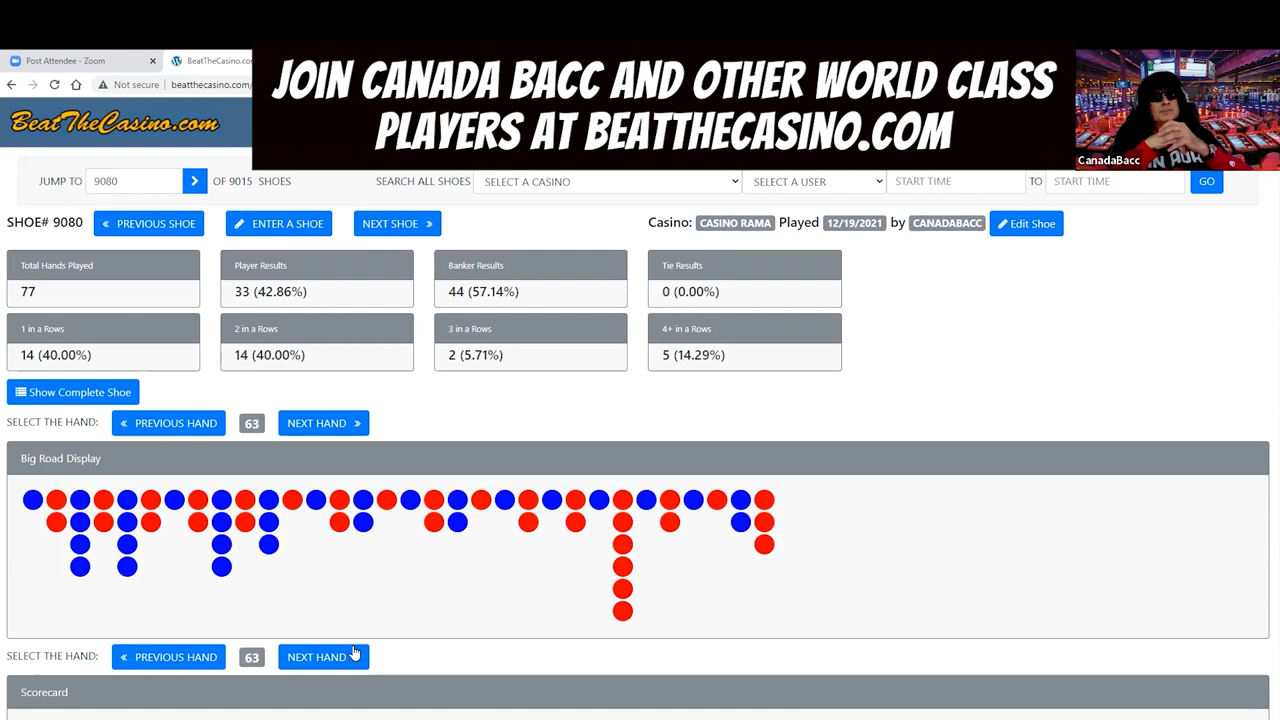 Post Attendee - Zoom
BeatTheCasino.com
JOIN CANADA BACC AND OTHER WORLD CLASS
PLAYERS AT BEATTHECASINO.COM
Not secure
beatthecasino.com/
BeatTheCasino.com
CanadaBacc
JUMP TO
9080
OF 9015 SHOES
SEARCH ALL SHOES
SELECT A CASINO
SELECT A USER
START TIME
TO
START TIME
GO
SHOE# 9080
PREVIOUS SHOE
ENTER A SHOE
NEXT SHOE
Casino: CASINO RAMA Played 12/19/2021 by CANADABACC
Edit Shoe
Total Hands Played
Player Results
Banker Results
Tie Results
77
33 (42.86%)
44 (57.14%)
0 (0.00%)
1 in a Rows
2 in a Rows
3 in a Rows
4+ in a Rows
14 (40.00%)
14 (40.00%)
2 (5.71%)
5 (14.29%)
Show Complete Shoe
SELECT THE HAND:
PREVIOUS HAND
63
NEXT HAND
Big Road Display
SELECT THE HAND:
PREVIOUS HAND
63
NEXT HAND
Scorecard